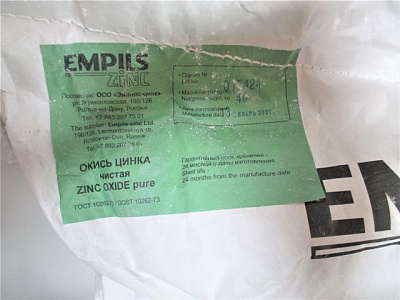 EMPILS
ZINC
Поставщик: ООО «Эмпилс-цинк»
ул. Лермонтовская, 196/126
Ростов-на-Дону, Россия
Тел. +7 863 207 75 01
The supplier: Empils-zinc Ltd.
196/126, Lermontovskaya str.
Rostov-on-Don, Russia
Tel. +7 863 207 75 01
ОКИСЬ ЦИНКА
чистая
ZINC OXIDE pure
ГОСТ 10262-73 GOST 10262-73
Партия №
Lot No
Масса нетто
Net weight, kg
Дата изготовления
Manufacture date
Гарантийный срок хранения -
24 месяца с даты изготовления
Shelf life -
24 months from the manufacture date
EM